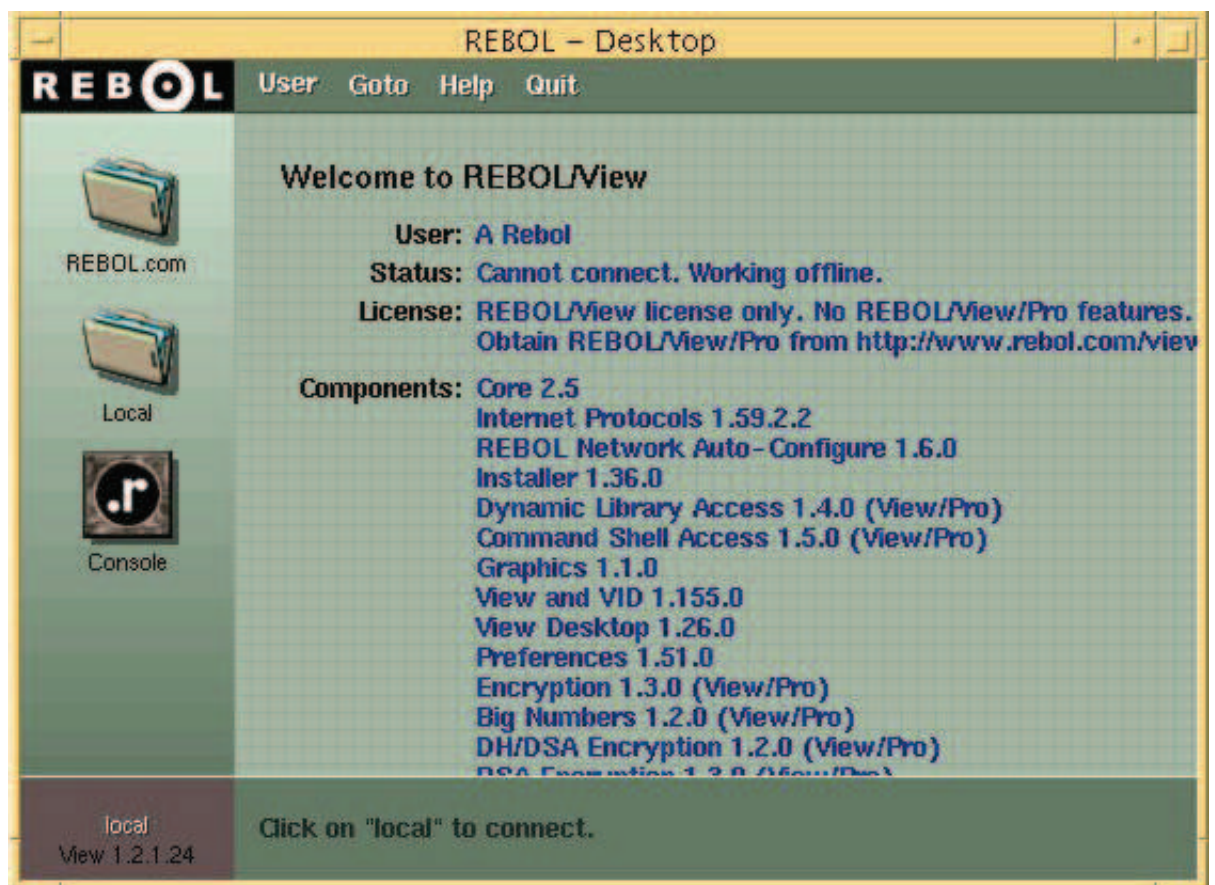 REBOL – Desktop
REBOL User Goto Help Quit
Welcome to REBOL/View
User: A Rebol
Status: Cannot connect. Working offline.
License: REBOL/View license only. No REBOL/View/Pro features.
Obtain REBOL/View/Pro from http://www.rebol.com/view
Components: Core 2.5
Internet Protocols 1.59.2.2
REBOL Network Auto-Configure 1.6.0
Installer 1.36.0
Dynamic Library Access 1.4.0 (View/Pro)
Command Shell Access 1.5.0 (View/Pro)
Graphics 1.1.0
View and VID 1.155.0
View Desktop 1.26.0
Preferences 1.51.0
Encryption 1.3.0 (View/Pro)
Big Numbers 1.2.0 (View/Pro)
DH/DSA Encryption 1.2.0 (View/Pro)
REBOL.com
Local
.r
Console
local
View 1.2.1.24
Click on "local" to connect.